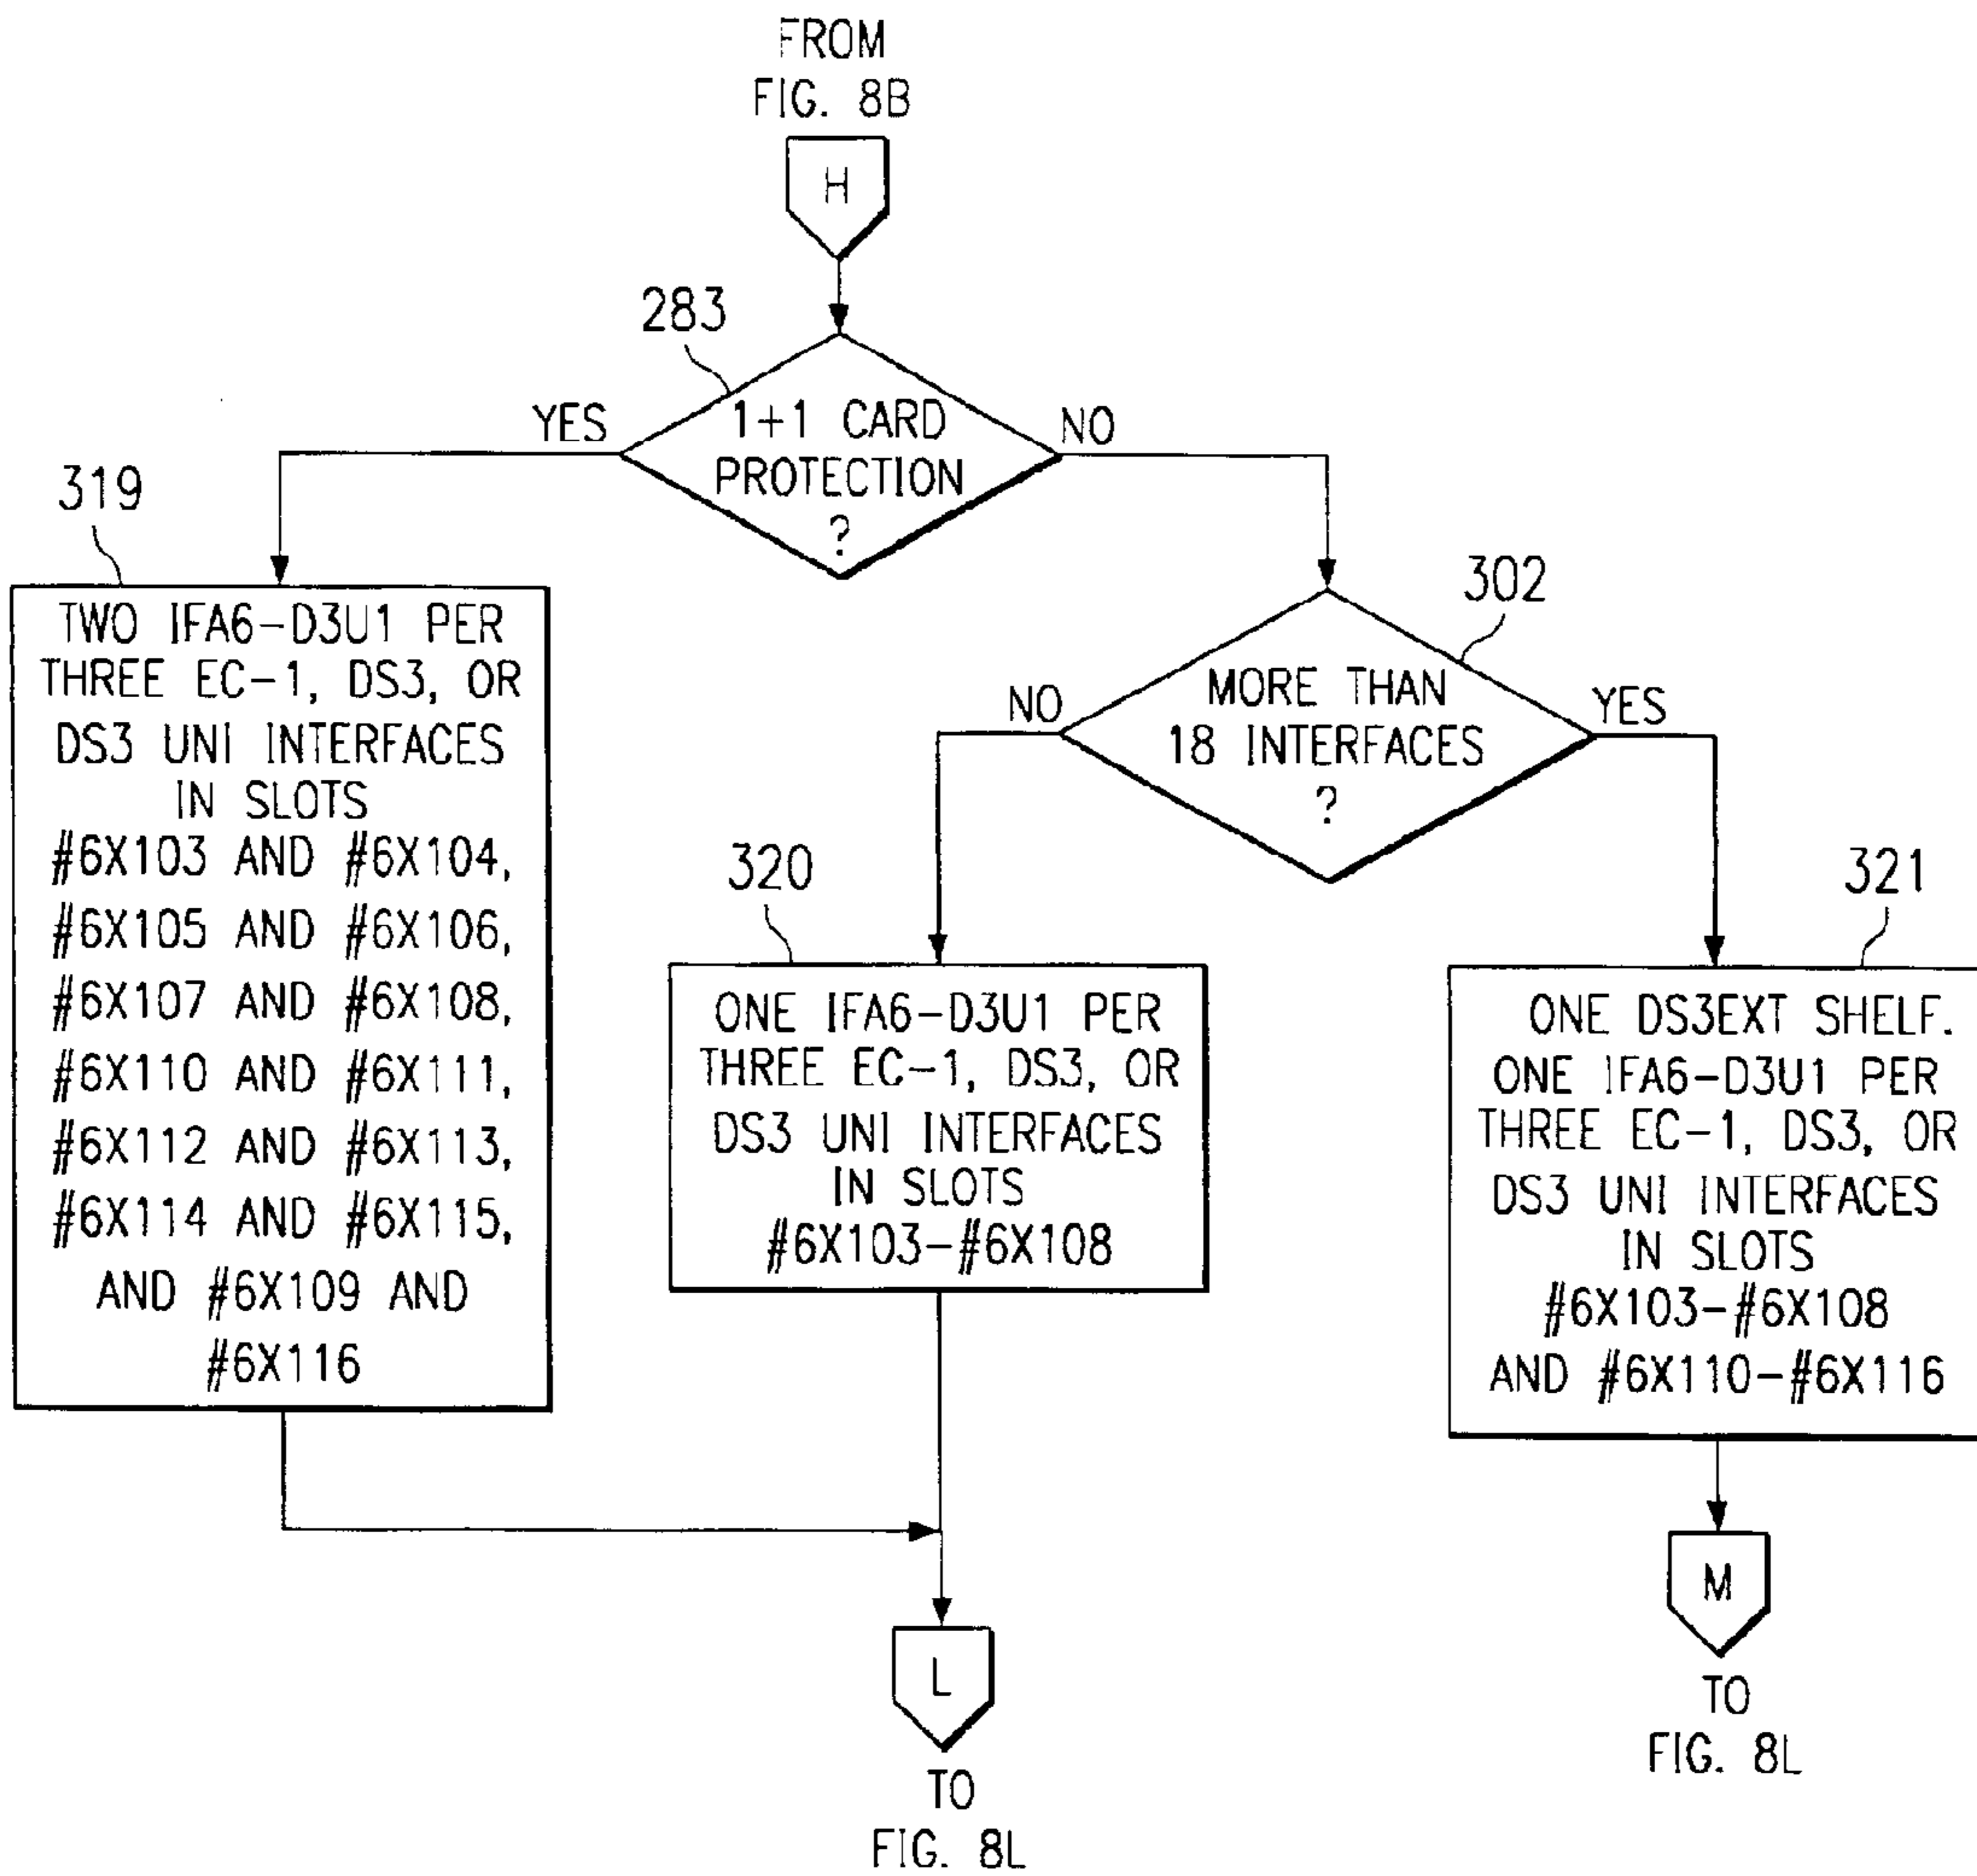 FROM
FIG. 8B
H
283
1+1 CARD
PROTECTION
?
YES
NO
319
TWO IFA6-D3U1 PER
THREE EC-1, DS3, OR
DS3 UNI INTERFACES
IN SLOTS
#6X103 AND #6X104,
#6X105 AND #6X106,
#6X107 AND #6X108,
#6X110 AND #6X111,
#6X112 AND #6X113,
#6X114 AND #6X115,
AND #6X109 AND
#6X116
302
MORE THAN
18 INTERFACES
?
NO
YES
320
ONE IFA6-D3U1 PER
THREE EC-1, DS3, OR
DS3 UNI INTERFACES
IN SLOTS
#6X103-#6X108
321
ONE DS3EXT SHELF.
ONE IFA6-D3U1 PER
THREE EC-1, DS3, OR
DS3 UNI INTERFACES
IN SLOTS
#6X103-#6X108
AND #6X110-#6X116
L
TO
FIG. 8L
M
TO
FIG. 8L